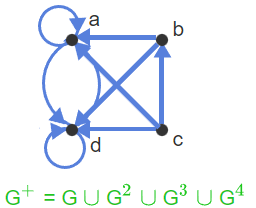 a
b
d
c
G⁺ = G ∪ G² ∪ G³ ∪ G⁴